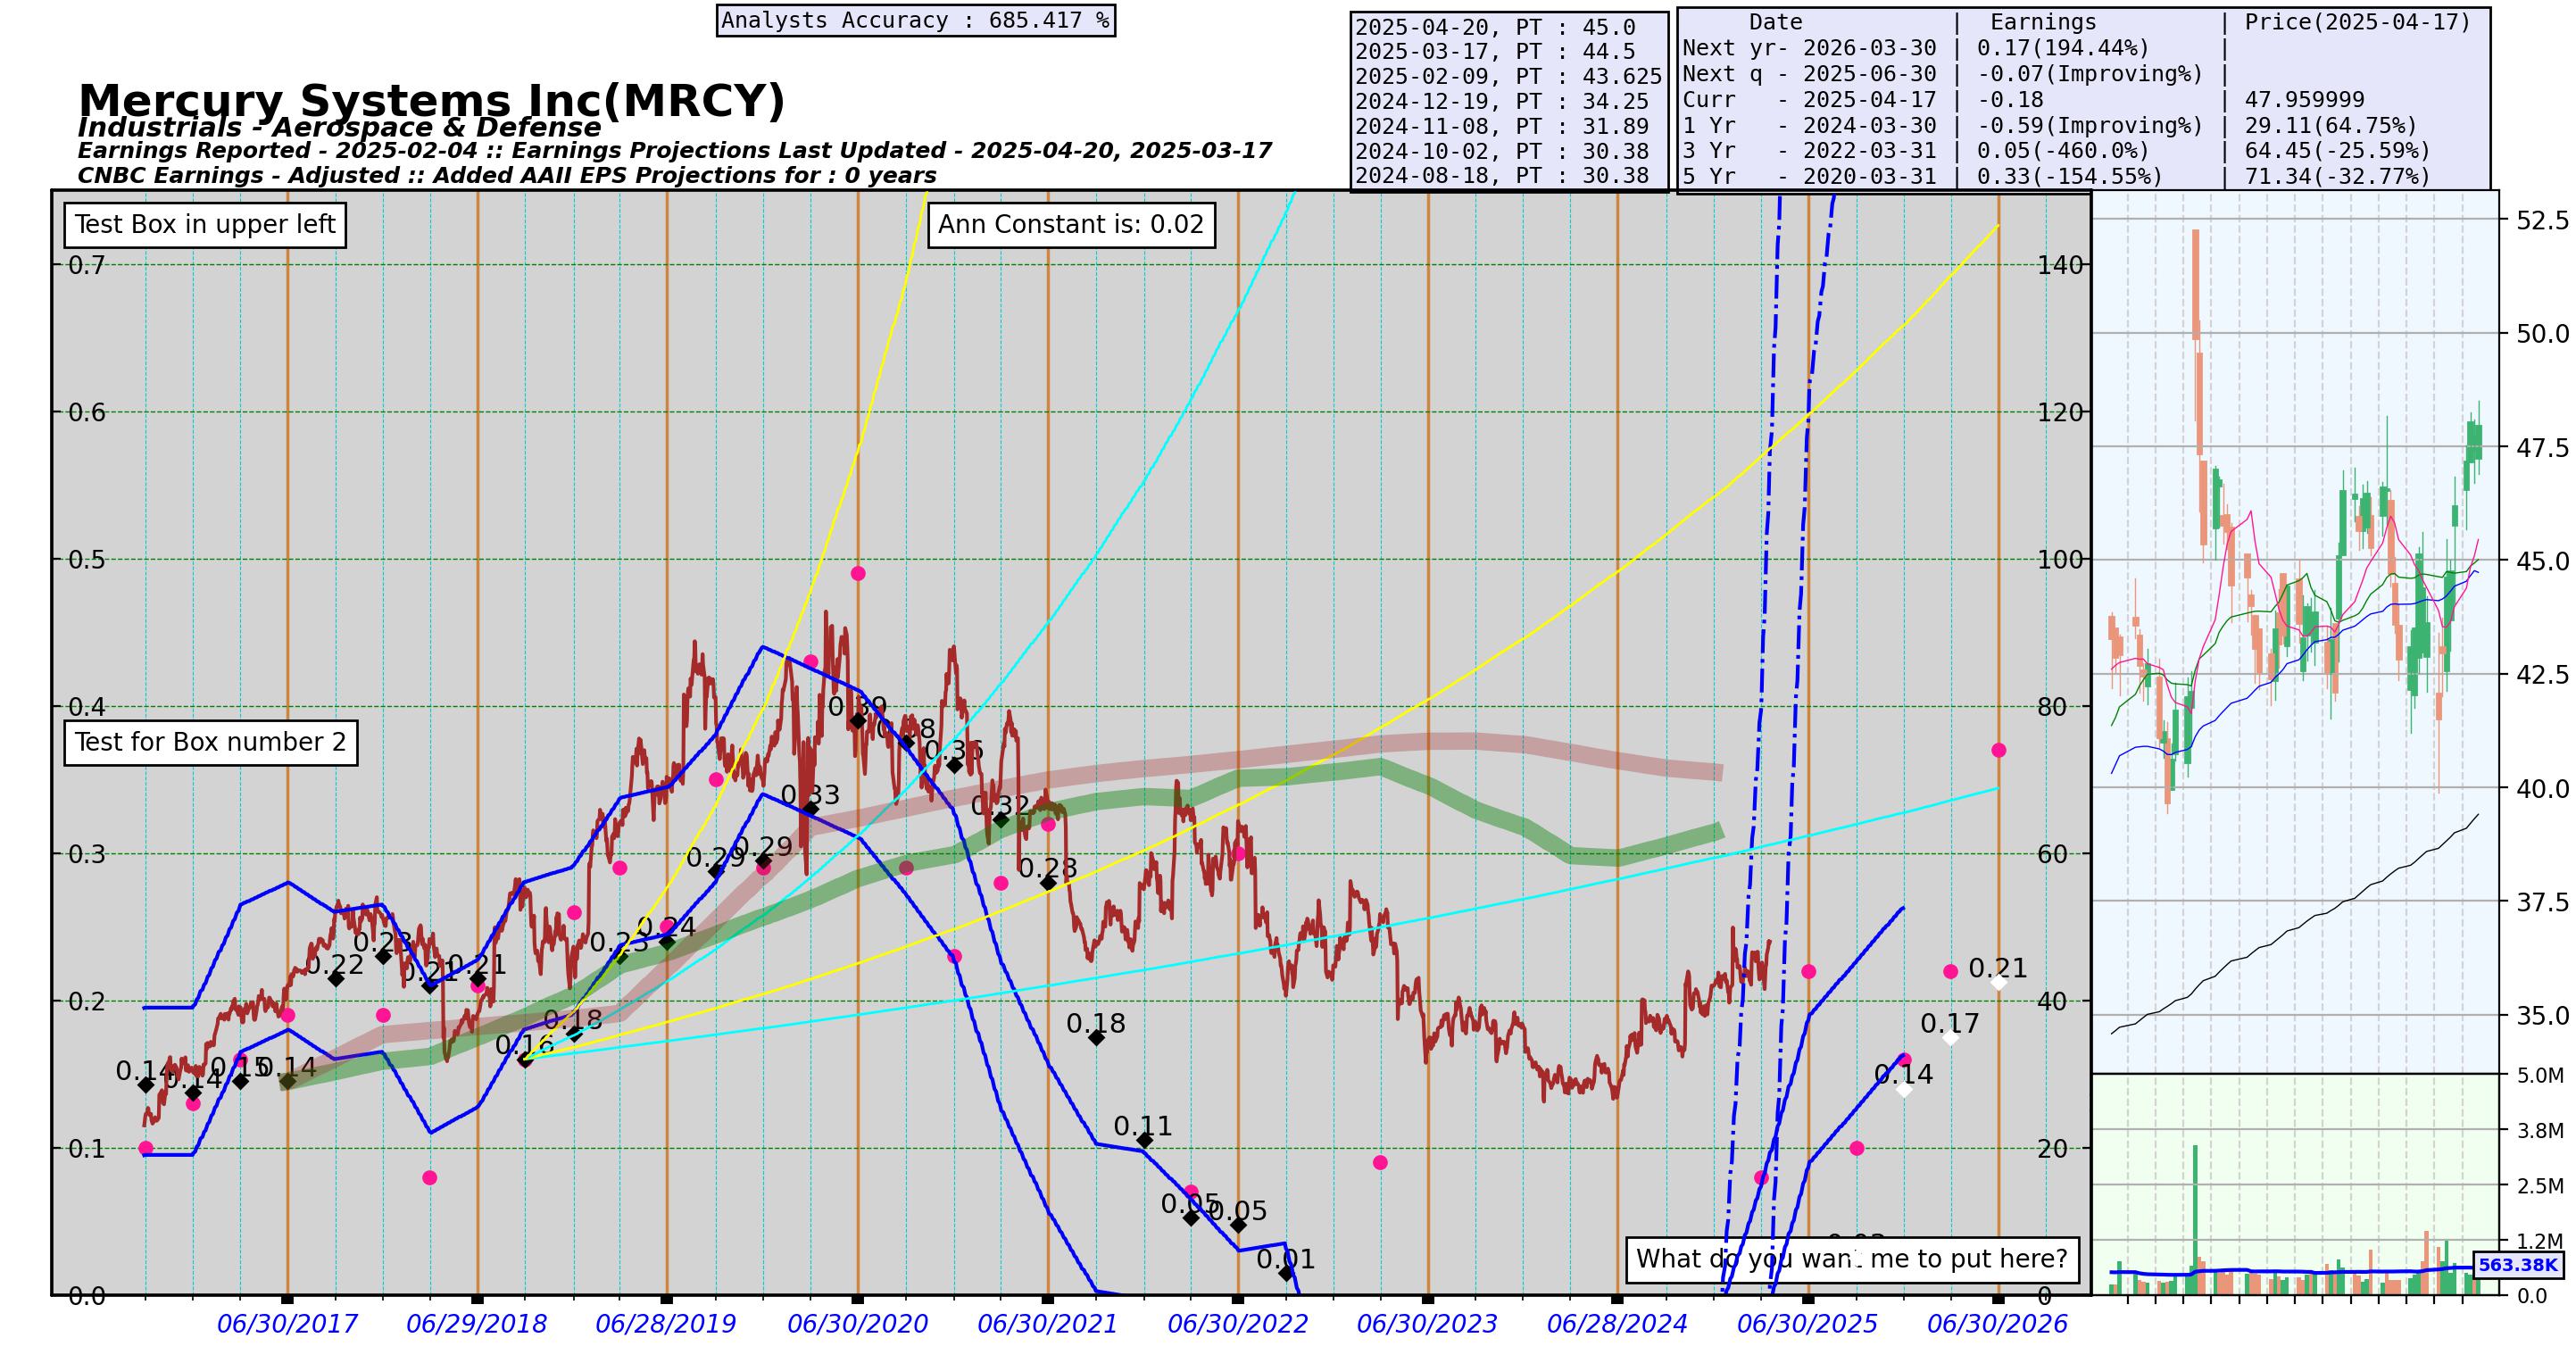 Analysts Accuracy : 685.417 %
2025-04-20, PT : 45.0
2025-03-17, PT : 44.5
2025-02-09, PT : 43.625
2024-12-19, PT : 34.25
2024-11-08, PT : 31.89
2024-10-02, PT : 30.38
2024-08-18, PT : 30.38
Date | Earnings | Price(2025-04-17)
Next yr- 2026-03-30 | 0.17(194.44%) |
Next q - 2025-06-30 | -0.07(Improving%) |
Curr - 2025-04-17 | -0.18 | 47.959999
1 Yr - 2024-03-30 | -0.59(Improving%) | 29.11(64.75%)
3 Yr - 2022-03-31 | 0.05(-460.0%) | 64.45(-25.59%)
5 Yr - 2020-03-31 | 0.33(-154.55%) | 71.34(-32.77%)
Mercury Systems Inc(MRCY)
Industrials - Aerospace & Defense
Earnings Reported - 2025-02-04 :: Earnings Projections Last Updated - 2025-04-20, 2025-03-17
CNBC Earnings - Adjusted :: Added AAII EPS Projections for : 0 years
Test Box in upper left
Ann Constant is: 0.02
Test for Box number 2
What do you want me to put here?
0.7
0.6
0.5
0.4
0.3
0.2
0.1
0.0
0.14
0.14
0.15
0.14
0.22
0.23
0.21
0.21
0.16
0.18
0.23
0.24
0.29
0.29
0.33
0.39
0.38
0.36
0.32
0.28
0.18
0.11
0.05
0.05
0.01
0.14
0.17
0.21
140
120
100
80
60
40
20
0
52.5
50.0
47.5
45.0
42.5
40.0
37.5
35.0
5.0M
3.8M
2.5M
1.2M
563.38K
0.0
06/30/2017
06/29/2018
06/28/2019
06/30/2020
06/30/2021
06/30/2022
06/30/2023
06/28/2024
06/30/2025
06/30/2026